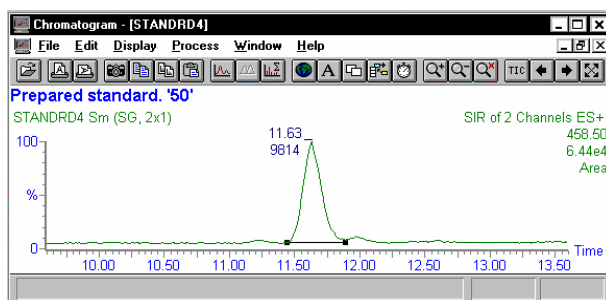 Chromatogram - [STANDRD4]
File Edit Display Process Window Help
A A TIC
Prepared standard. '50'
STANDRD4 Sm (SG, 2x1) SIR of 2 Channels ES+
11.63 458.50
100 9814 6.44e4
Area
%
0 Time
10.00 10.50 11.00 11.50 12.00 12.50 13.00 13.50